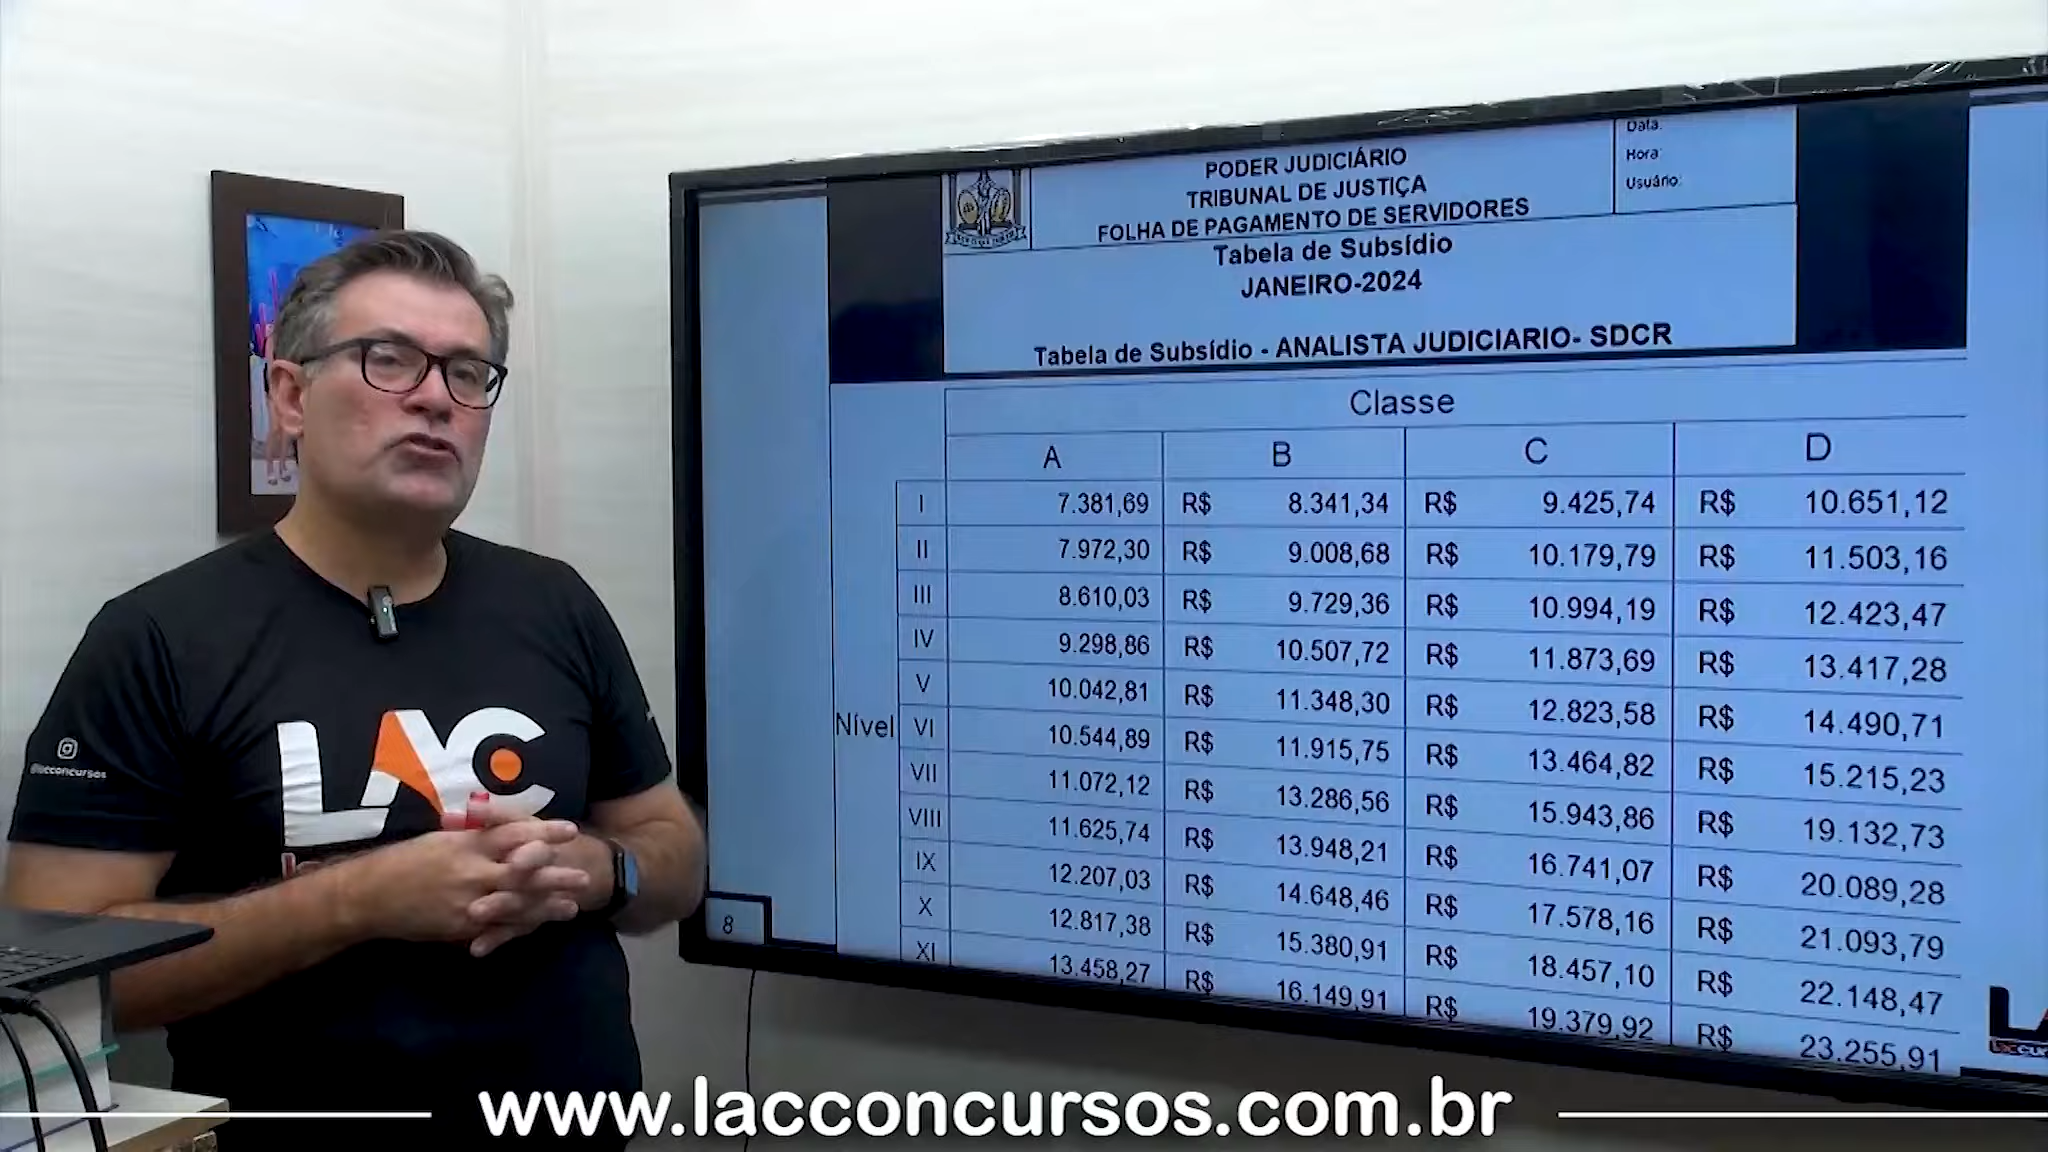 Data:
Hora:
Usuário:
PODER JUDICIÁRIO
TRIBUNAL DE JUSTIÇA
FOLHA DE PAGAMENTO DE SERVIDORES
Tabela de Subsídio
JANEIRO-2024
Tabela de Subsídio - ANALISTA JUDICIARIO- SDCR
Classe
A B C D
Nível
I 7.381,69 R$ 8.341,34 R$ 9.425,74 R$ 10.651,12
II 7.972,30 R$ 9.008,68 R$ 10.179,79 R$ 11.503,16
III 8.610,03 R$ 9.729,36 R$ 10.994,19 R$ 12.423,47
IV 9.298,86 R$ 10.507,72 R$ 11.873,69 R$ 13.417,28
V 10.042,81 R$ 11.348,30 R$ 12.823,58 R$ 14.490,71
VI 10.544,89 R$ 11.915,75 R$ 13.464,82 R$ 15.215,23
VII 11.072,12 R$ 13.286,56 R$ 15.943,86 R$ 19.132,73
VIII 11.625,74 R$ 13.948,21 R$ 16.741,07 R$ 20.089,28
IX 12.207,03 R$ 14.648,46 R$ 17.578,16 R$ 21.093,79
X 12.817,38 R$ 15.380,91 R$ 18.457,10 R$ 22.148,47
XI 13.458,27 R$ 16.149,91 R$ 19.379,92 R$ 23.255,91
8
LAC
@lacconcursos
www.lacconcursos.com.br